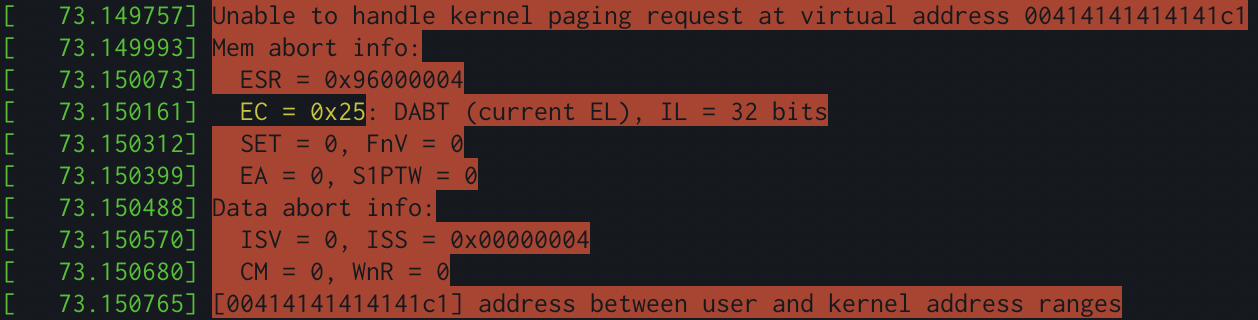 [   73.149757] Unable to handle kernel paging request at virtual address 00414141414141c1
[   73.149993] Mem abort info:
[   73.150073]   ESR = 0x96000004
[   73.150161]   EC = 0x25: DABT (current EL), IL = 32 bits
[   73.150312]   SET = 0, FnV = 0
[   73.150399]   EA = 0, S1PTW = 0
[   73.150488] Data abort info:
[   73.150570]   ISV = 0, ISS = 0x00000004
[   73.150680]   CM = 0, WnR = 0
[   73.150765] [00414141414141c1] address between user and kernel address ranges